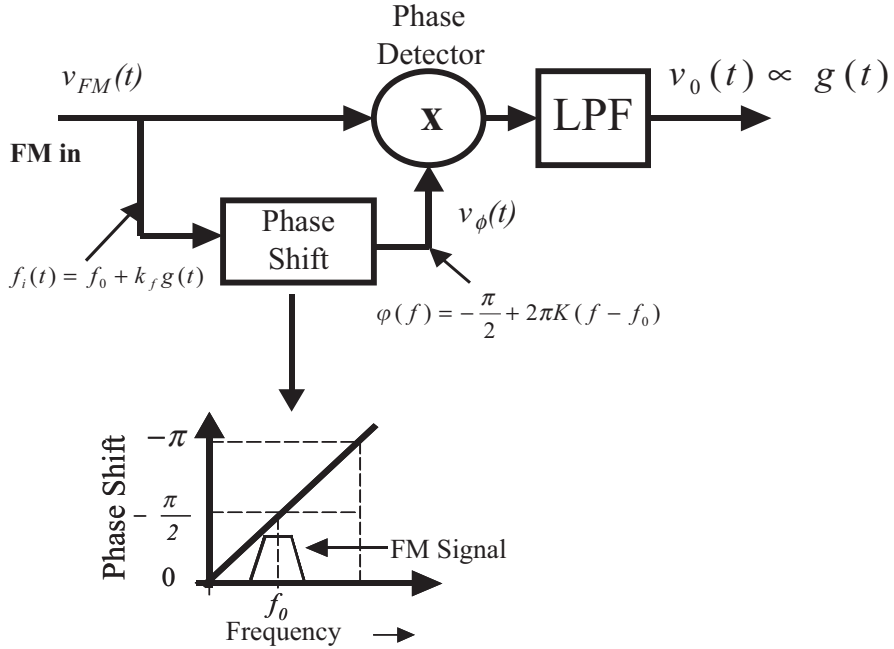 Phase
Detector
v_FM(t)
v_0(t) ∝ g(t)
x
LPF
FM in
Phase
Shift
v_ϕ(t)
f_i(t) = f_0 + k_f g(t)
φ(f) = −π/2 + 2πK(f − f_0)
Phase Shift
−π
− π/2
0
FM Signal
f_0
Frequency